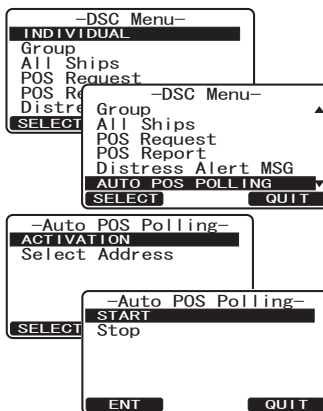 –DSC Menu–
INDIVIDUAL
Group
All Ships
POS Request
POS Re
Distre
SELECT
–DSC Menu–
Group
All Ships
POS Request
POS Report
Distress Alert MSG
AUTO POS POLLING
SELECT QUIT
–Auto POS Polling–
ACTIVATION
Select Address
SELECT
–Auto POS Polling–
START
Stop
ENT QUIT